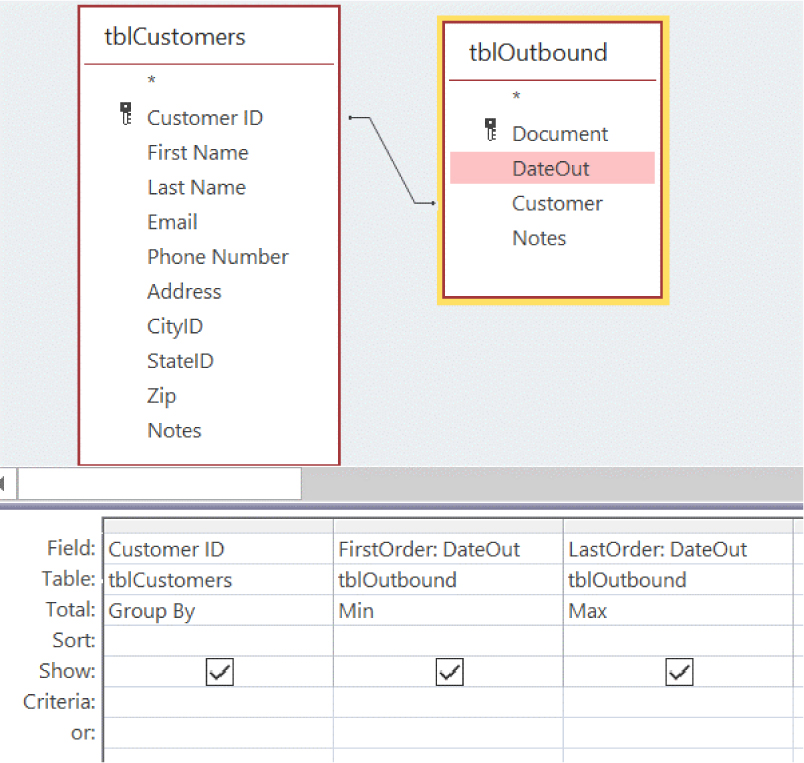 tblCustomers
*
Customer ID
First Name
Last Name
Email
Phone Number
Address
CityID
StateID
Zip
Notes
tblOutbound
*
Document
DateOut
Customer
Notes
Field: Customer ID FirstOrder: DateOut LastOrder: DateOut
Table: tblCustomers tblOutbound tblOutbound
Total: Group By Min Max
Sort:
Show:
Criteria:
or: